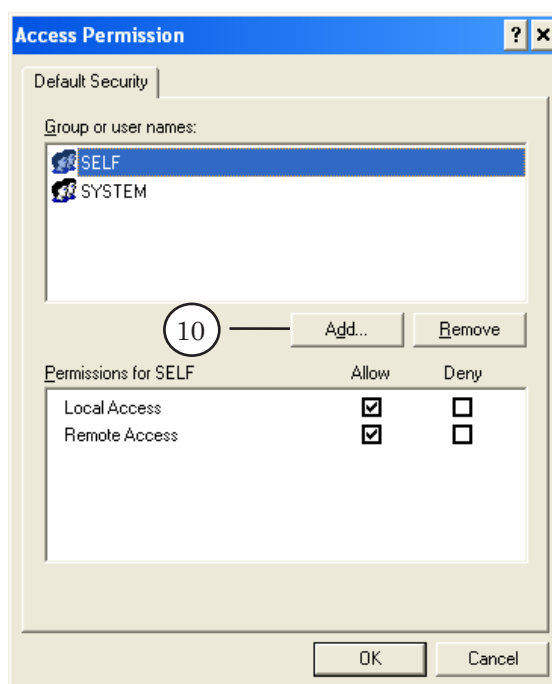 Access Permission
Default Security
Group or user names:
SELF
SYSTEM
10
Add...
Remove
Permissions for SELF Allow Deny
Local Access
Remote Access
OK
Cancel